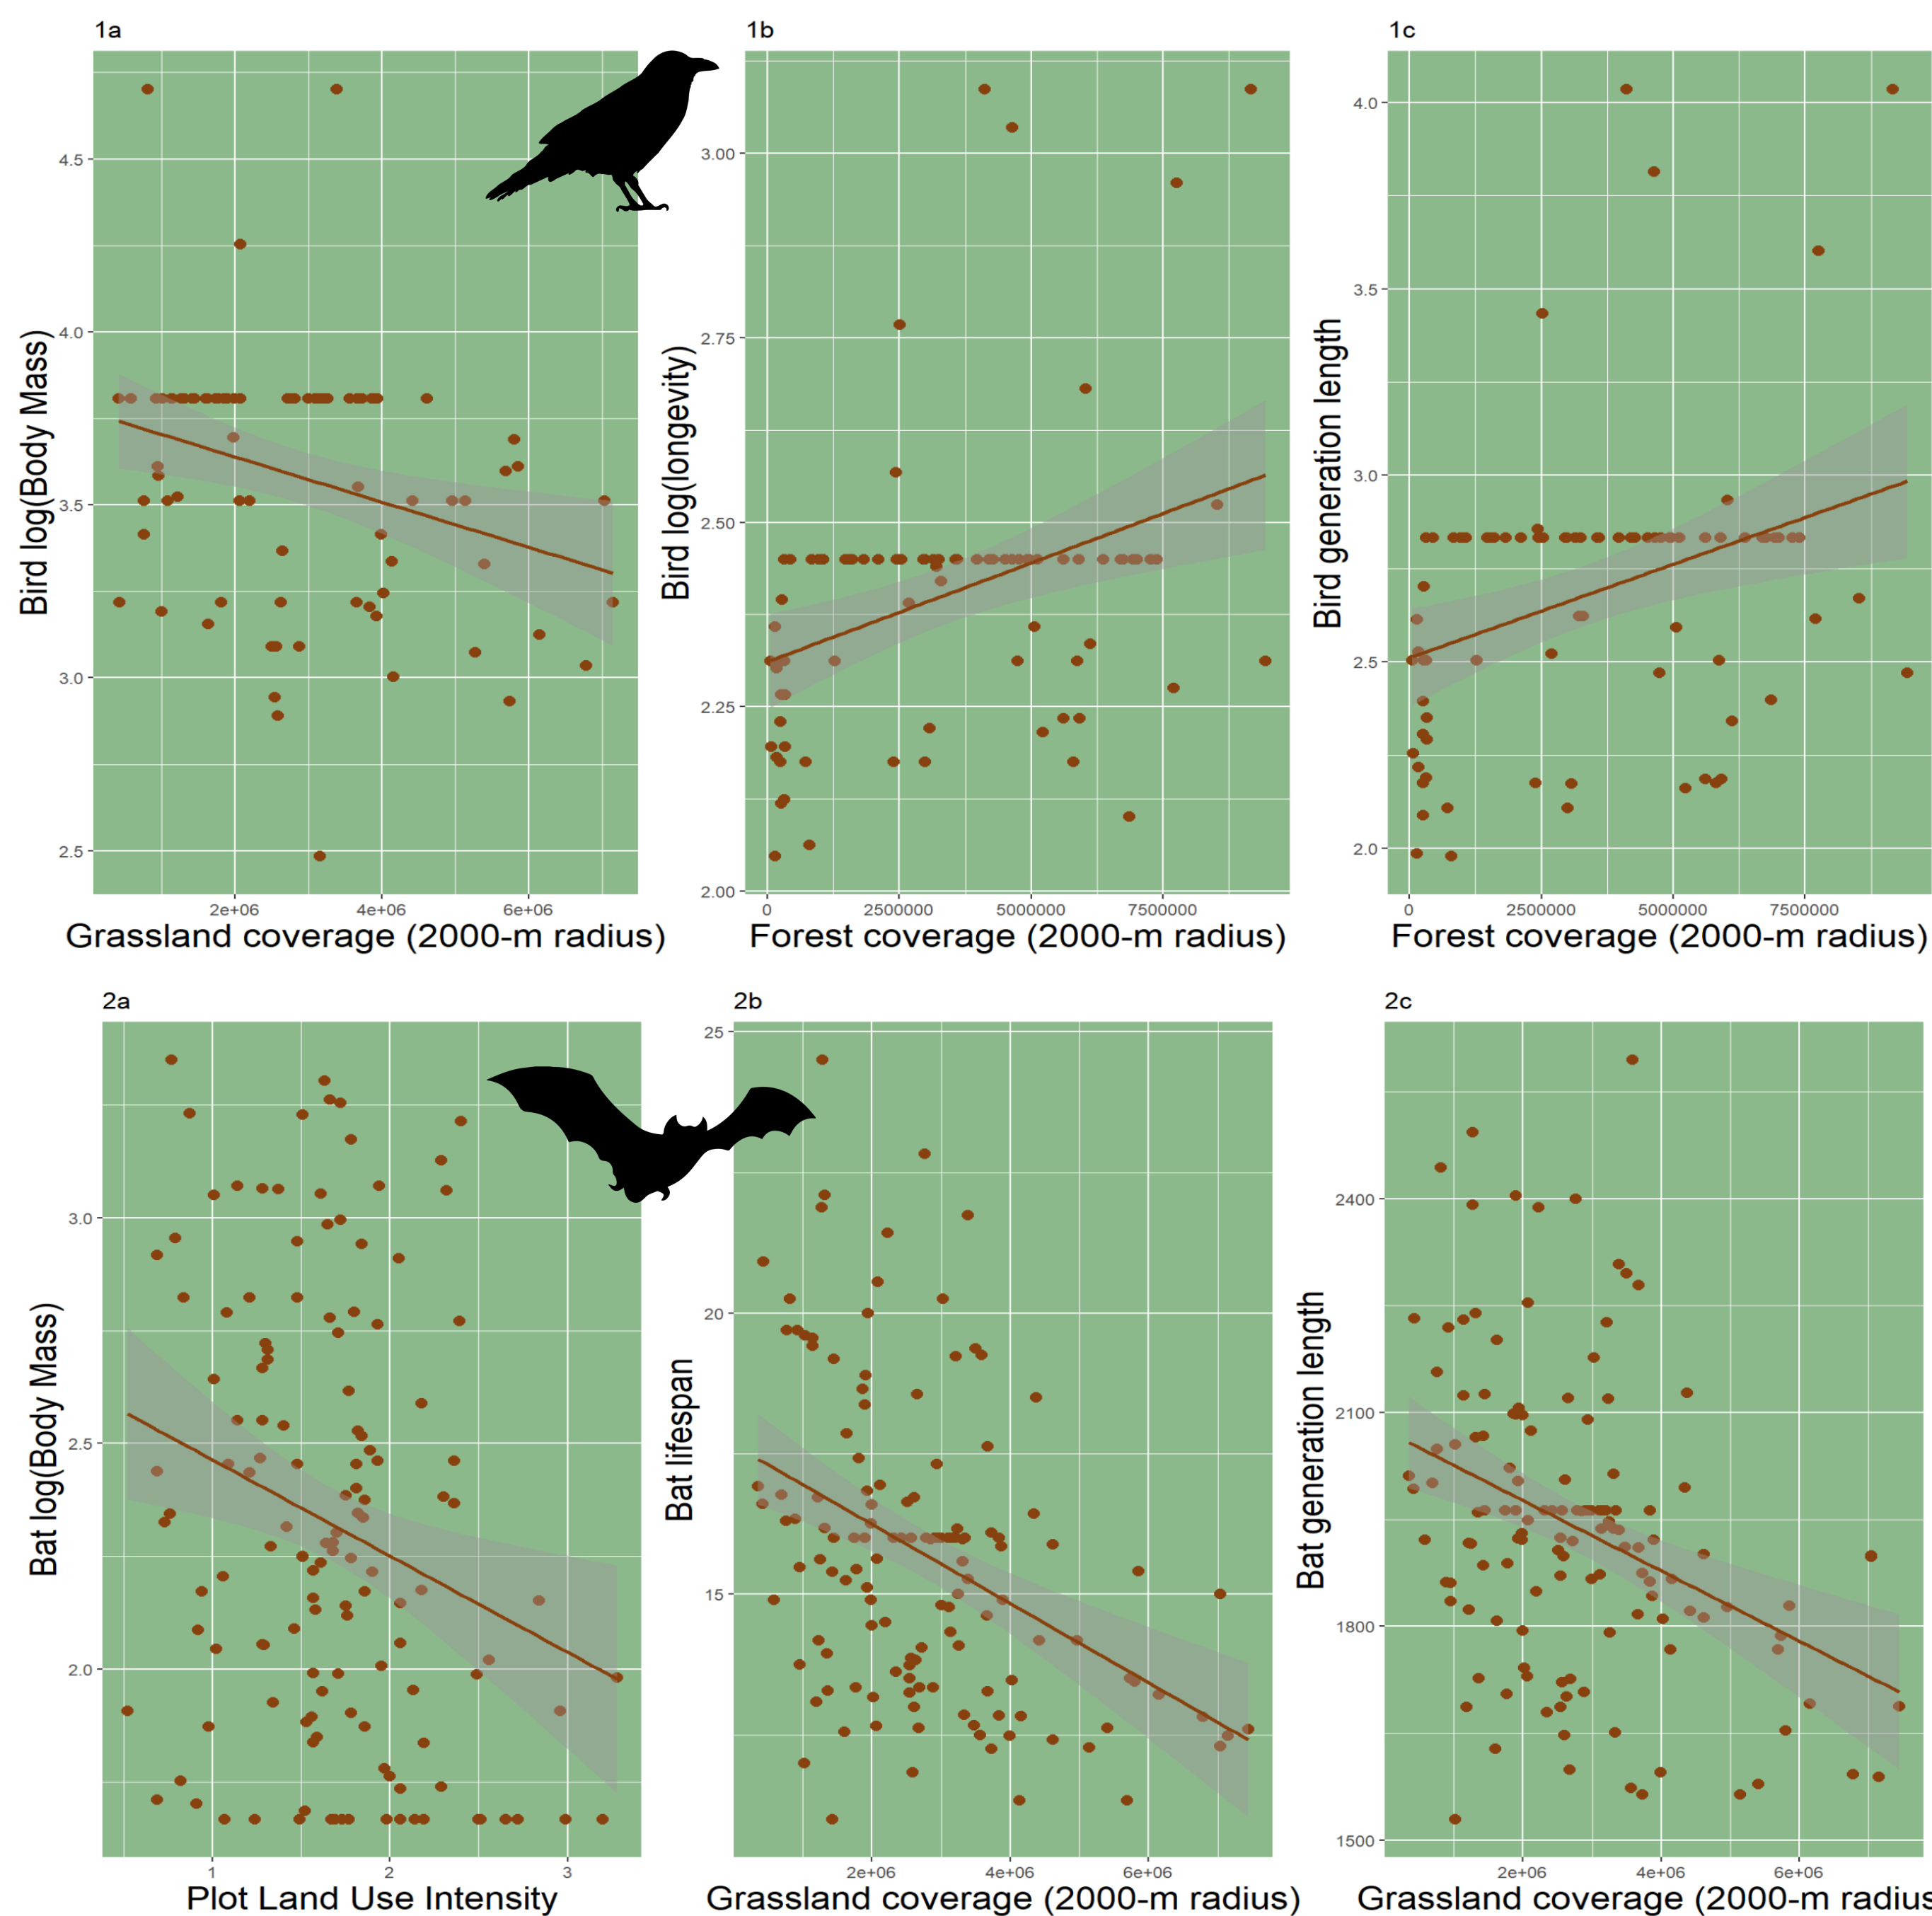 1a
1b
1c
Bird log(Body Mass)
4.5
4.0
3.5
3.0
2.5
2e+06 4e+06 6e+06
Grassland coverage (2000-m radius)
Bird log(longevity)
3.00
2.75
2.50
2.25
2.00
0 2500000 5000000 7500000
Forest coverage (2000-m radius)
Bird generation length
4.0
3.5
3.0
2.5
2.0
0 2500000 5000000 7500000
Forest coverage (2000-m radius)
2a
2b
2c
Bat log(Body Mass)
3.0
2.5
2.0
1 2 3
Plot Land Use Intensity
Bat lifespan
25
20
15
2e+06 4e+06 6e+06
Grassland coverage (2000-m radius)
Bat generation length
2400
2100
1800
1500
2e+06 4e+06 6e+06
Grassland coverage (2000-m radius